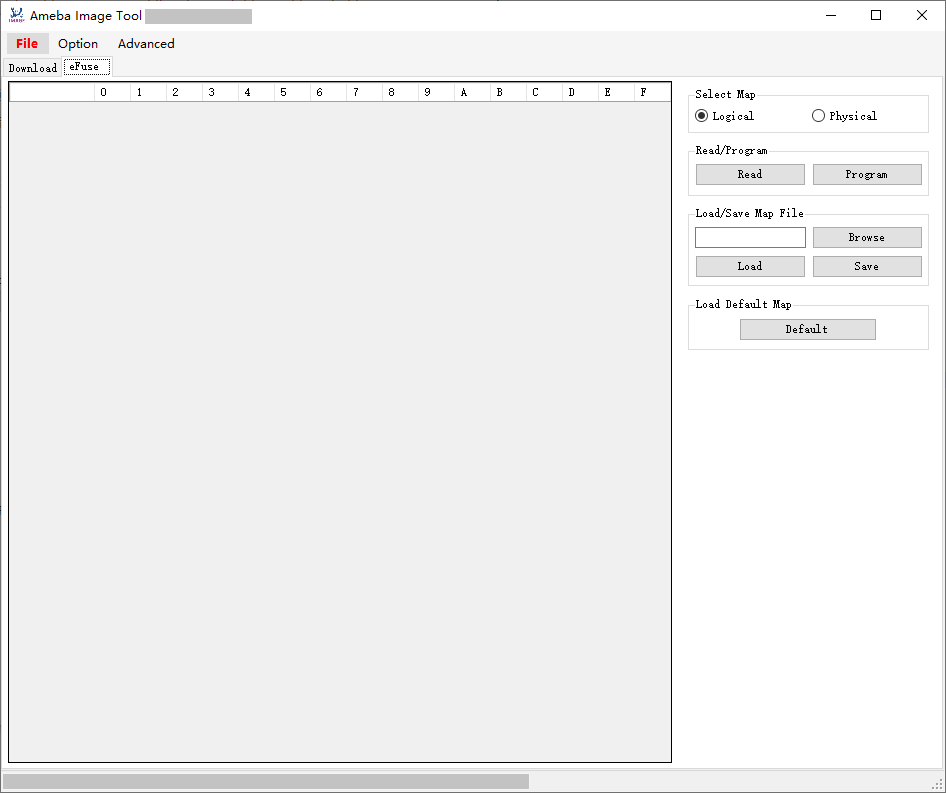 Ameba Image Tool
File Option Advanced
Download eFuse
0 1 2 3 4 5 6 7 8 9 A B C D E F
Select Map
Logical Physical
Read/Program
Read Program
Load/Save Map File
Browse
Load Save
Load Default Map
Default